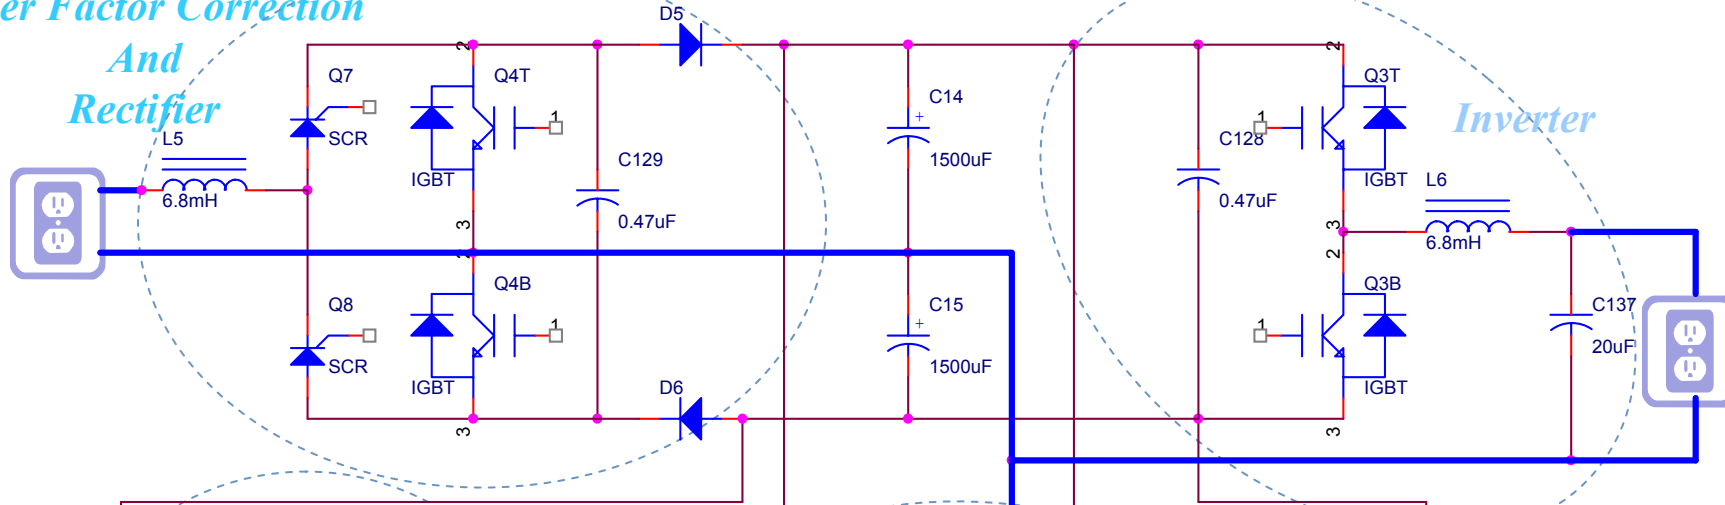 er Factor Correction
And
Rectifier
Inverter
D5
2
2
Q7
Q4T
C14
Q3T
+
1
1
L5
SCR
C129
1500uF
C128
IGBT
IGBT
L6
6.8mH
0.47uF
0.47uF
3
3
6.8mH
2
2
Q4B
Q3B
Q8
C15
C137
+
1
1
20uF
SCR
1500uF
IGBT
D6
IGBT
3
3